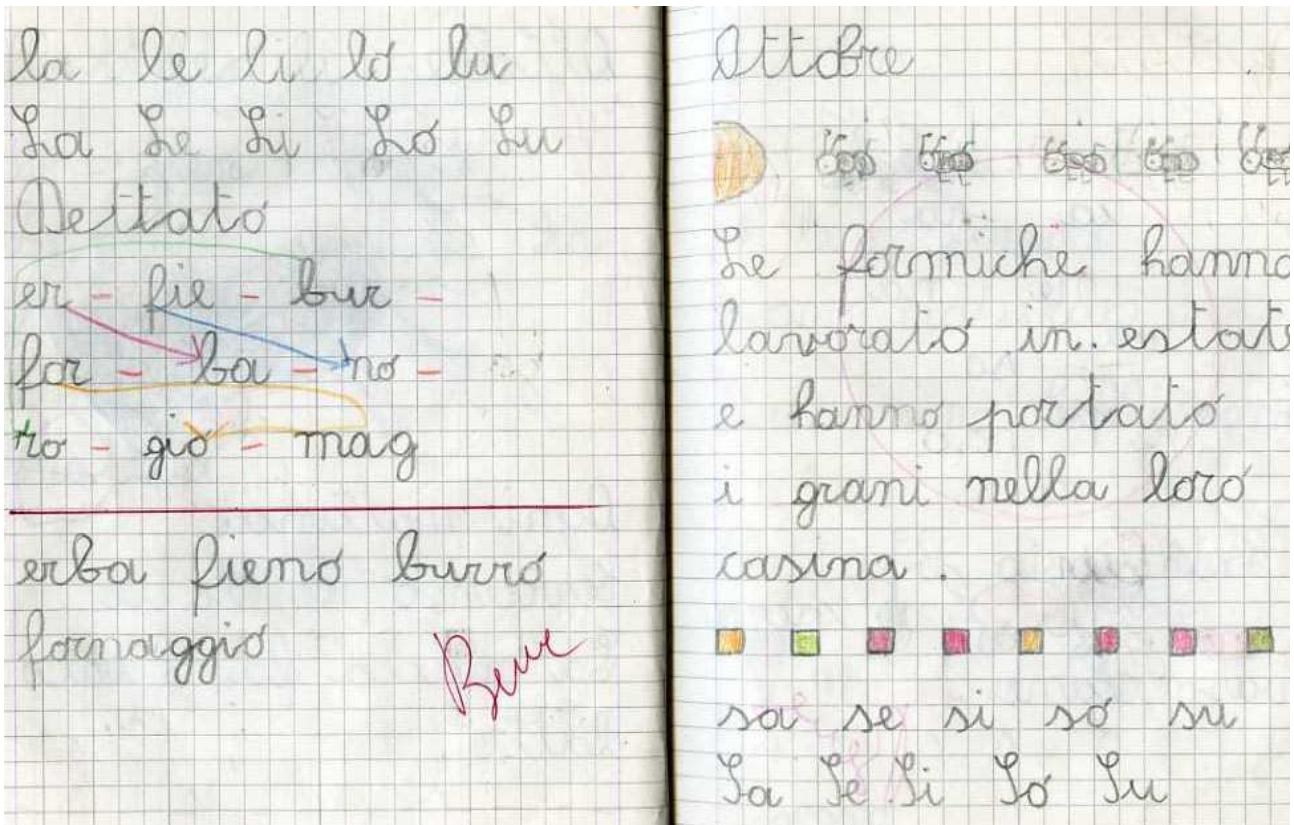 la le li lo lu
La Le Li Lo Lu
Dettato
er - fie - bur -
for - ba - no -
ro - gio - mag
erba fieno burro
formaggio
Bene
Ottobre
Le formiche hanno
lavorato in. estate
e hanno portato
i grani nella loro
casina.
sa se si so su
Sa Se Si So Su